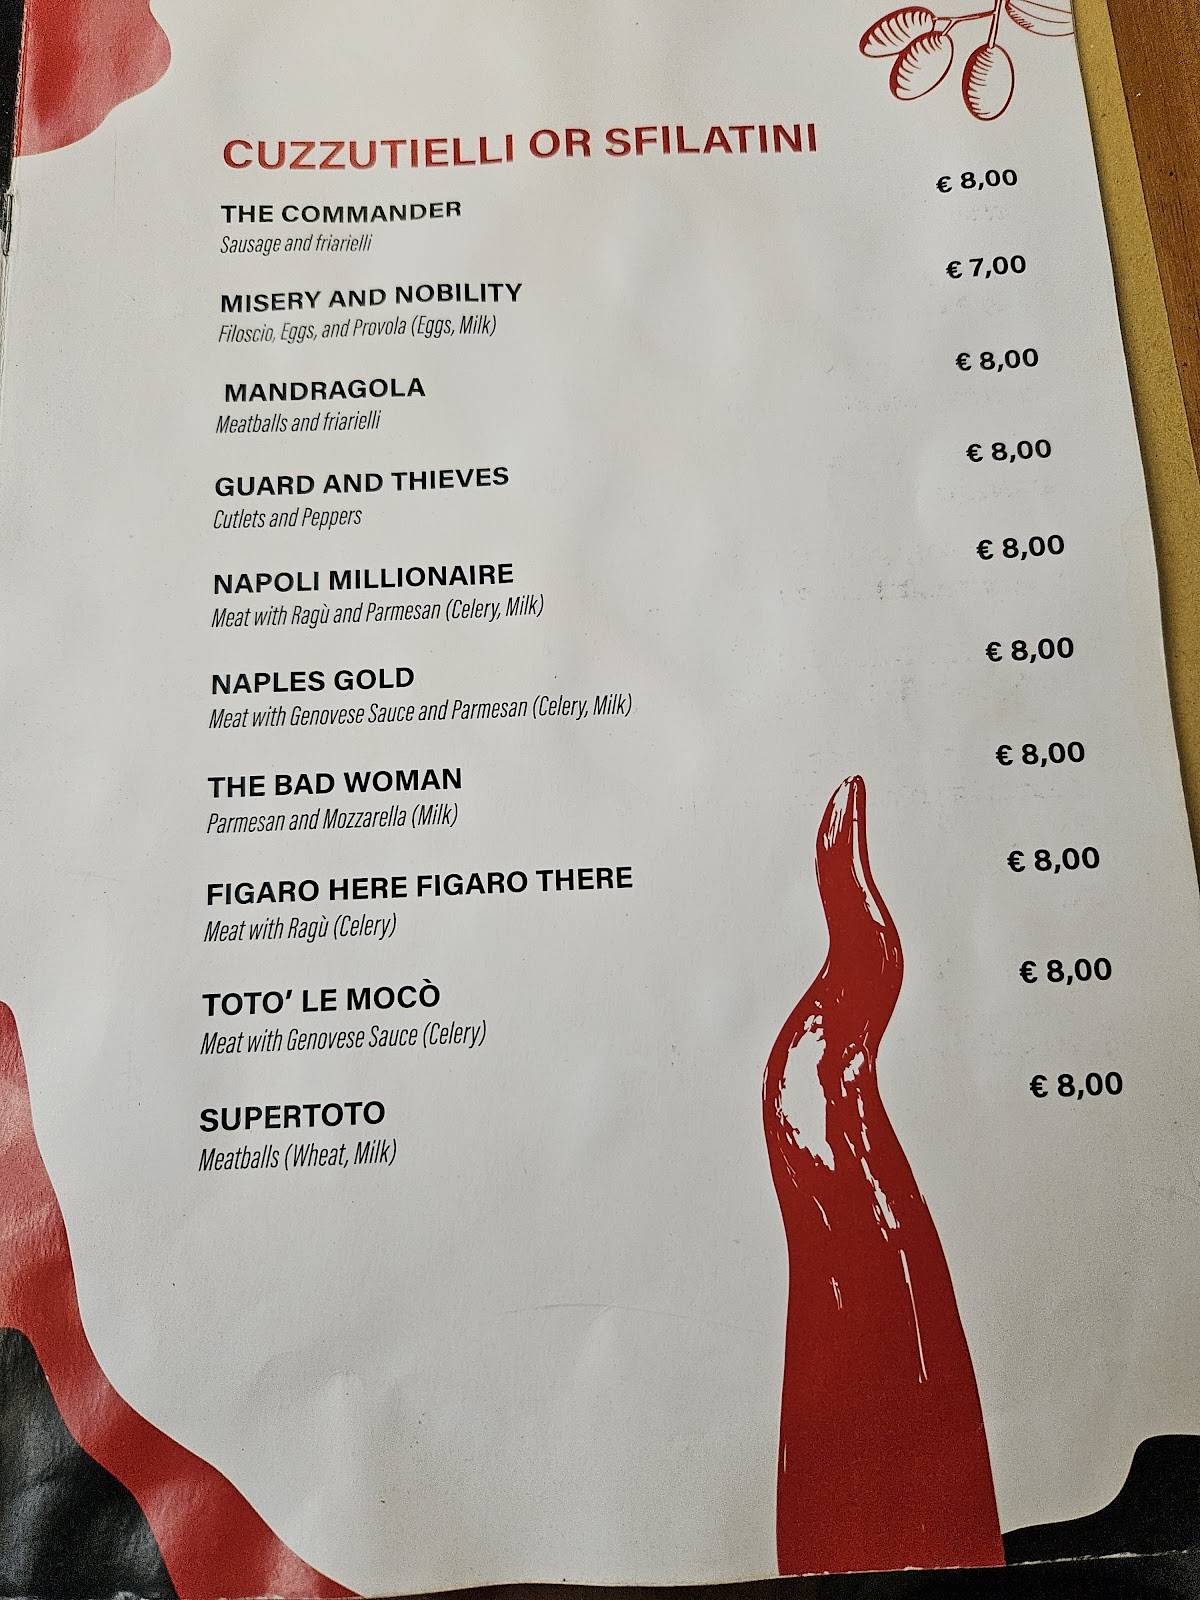 CUZZUTIELLI OR SFILATINI
THE COMMANDER € 8,00
Sausage and friarielli
MISERY AND NOBILITY € 7,00
Filoscio, Eggs, and Provola (Eggs, Milk)
MANDRAGOLA € 8,00
Meatballs and friarielli
GUARD AND THIEVES € 8,00
Cutlets and Peppers
NAPOLI MILLIONAIRE € 8,00
Meat with Ragù and Parmesan (Celery, Milk)
NAPLES GOLD € 8,00
Meat with Genovese Sauce and Parmesan (Celery, Milk)
THE BAD WOMAN € 8,00
Parmesan and Mozzarella (Milk)
FIGARO HERE FIGARO THERE € 8,00
Meat with Ragù (Celery)
TOTO’ LE MOCÒ € 8,00
Meat with Genovese Sauce (Celery)
SUPERTOTO € 8,00
Meatballs (Wheat, Milk)